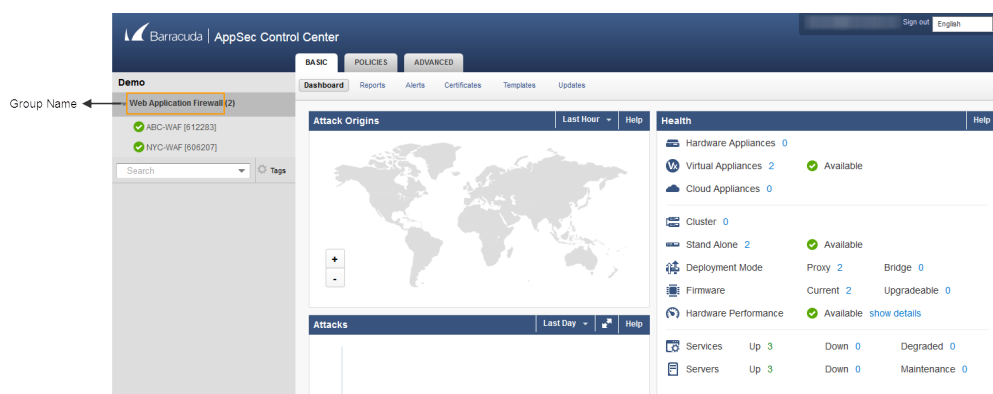 Barracuda | AppSec Control Center
Sign out English
BASIC POLICIES ADVANCED
Demo
Dashboard Reports Alerts Certificates Templates Updates
Group Name
Web Application Firewall (2)
ABC-WAF [612283]
NYC-WAF [606207]
Search Tags
Attack Origins Last Hour Help
+
-
Attacks Last Day Help
Health Help
Hardware Appliances 0
Vx Virtual Appliances 2 Available
Cloud Appliances 0
Cluster 0
Stand Alone 2 Available
Deployment Mode Proxy 2 Bridge 0
Firmware Current 2 Upgradeable 0
Hardware Performance Available show details
Services Up 3 Down 0 Degraded 0
Servers Up 3 Down 0 Maintenance 0